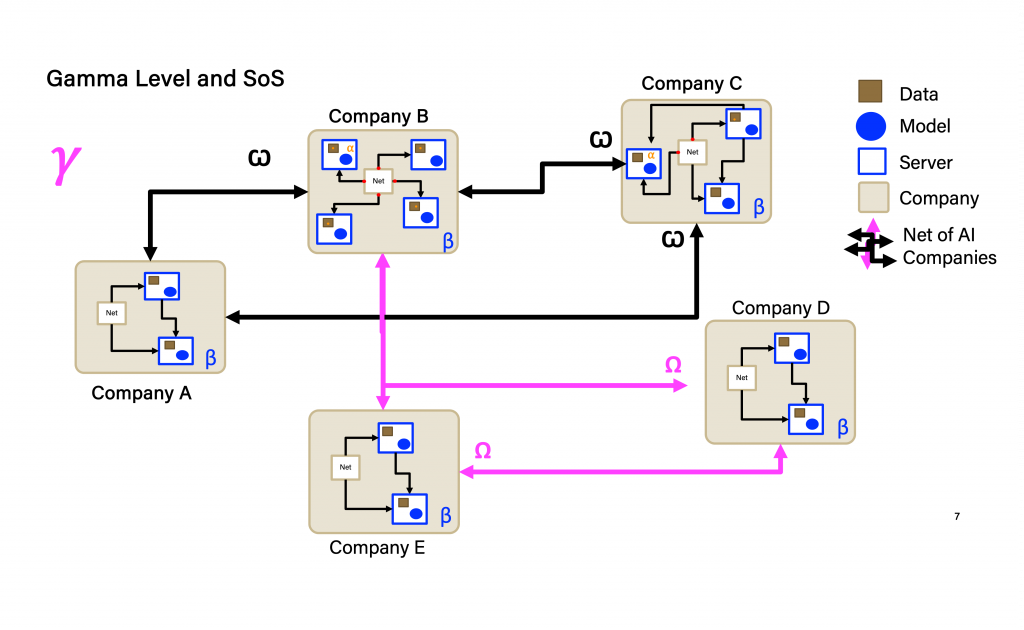 Gamma Level and SoS
γ
Company B
Company C
ω
ω
α
Net
β
α
Net
β
ω
Data
Model
Server
Company
Net of AI
Companies
Net
β
Company A
Company D
Net
β
Ω
Ω
Net
β
Company E
7